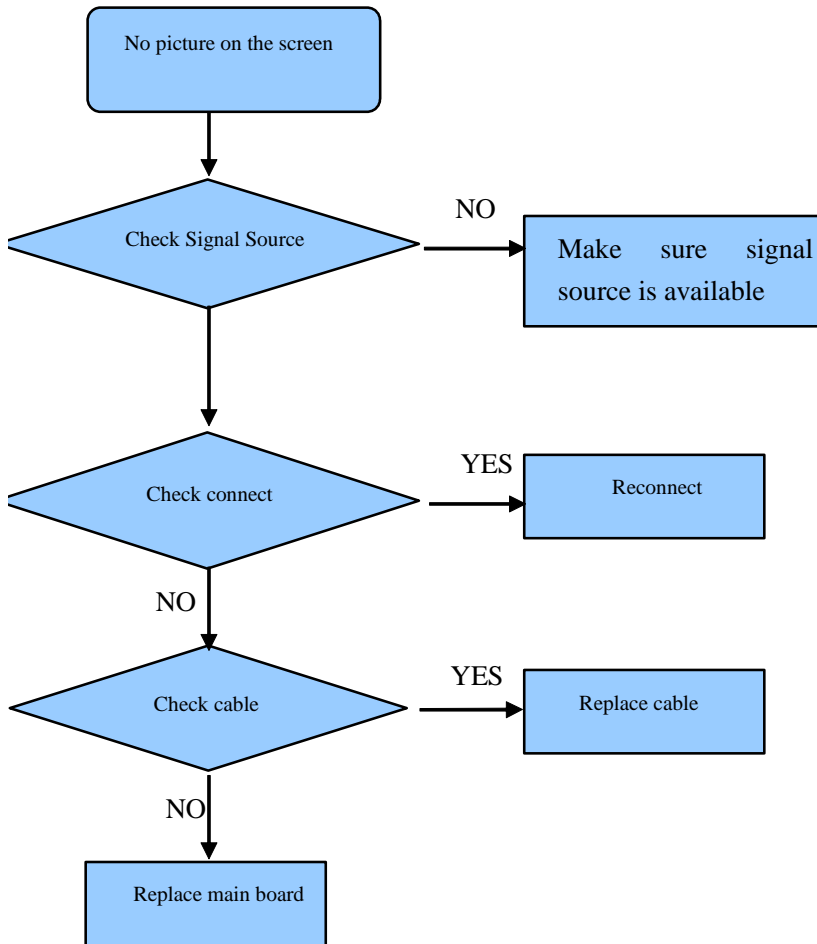 No picture on the screen
Check Signal Source
NO
Make sure signal
source is available
Check connect
YES
Reconnect
NO
Check cable
YES
Replace cable
NO
Replace main board